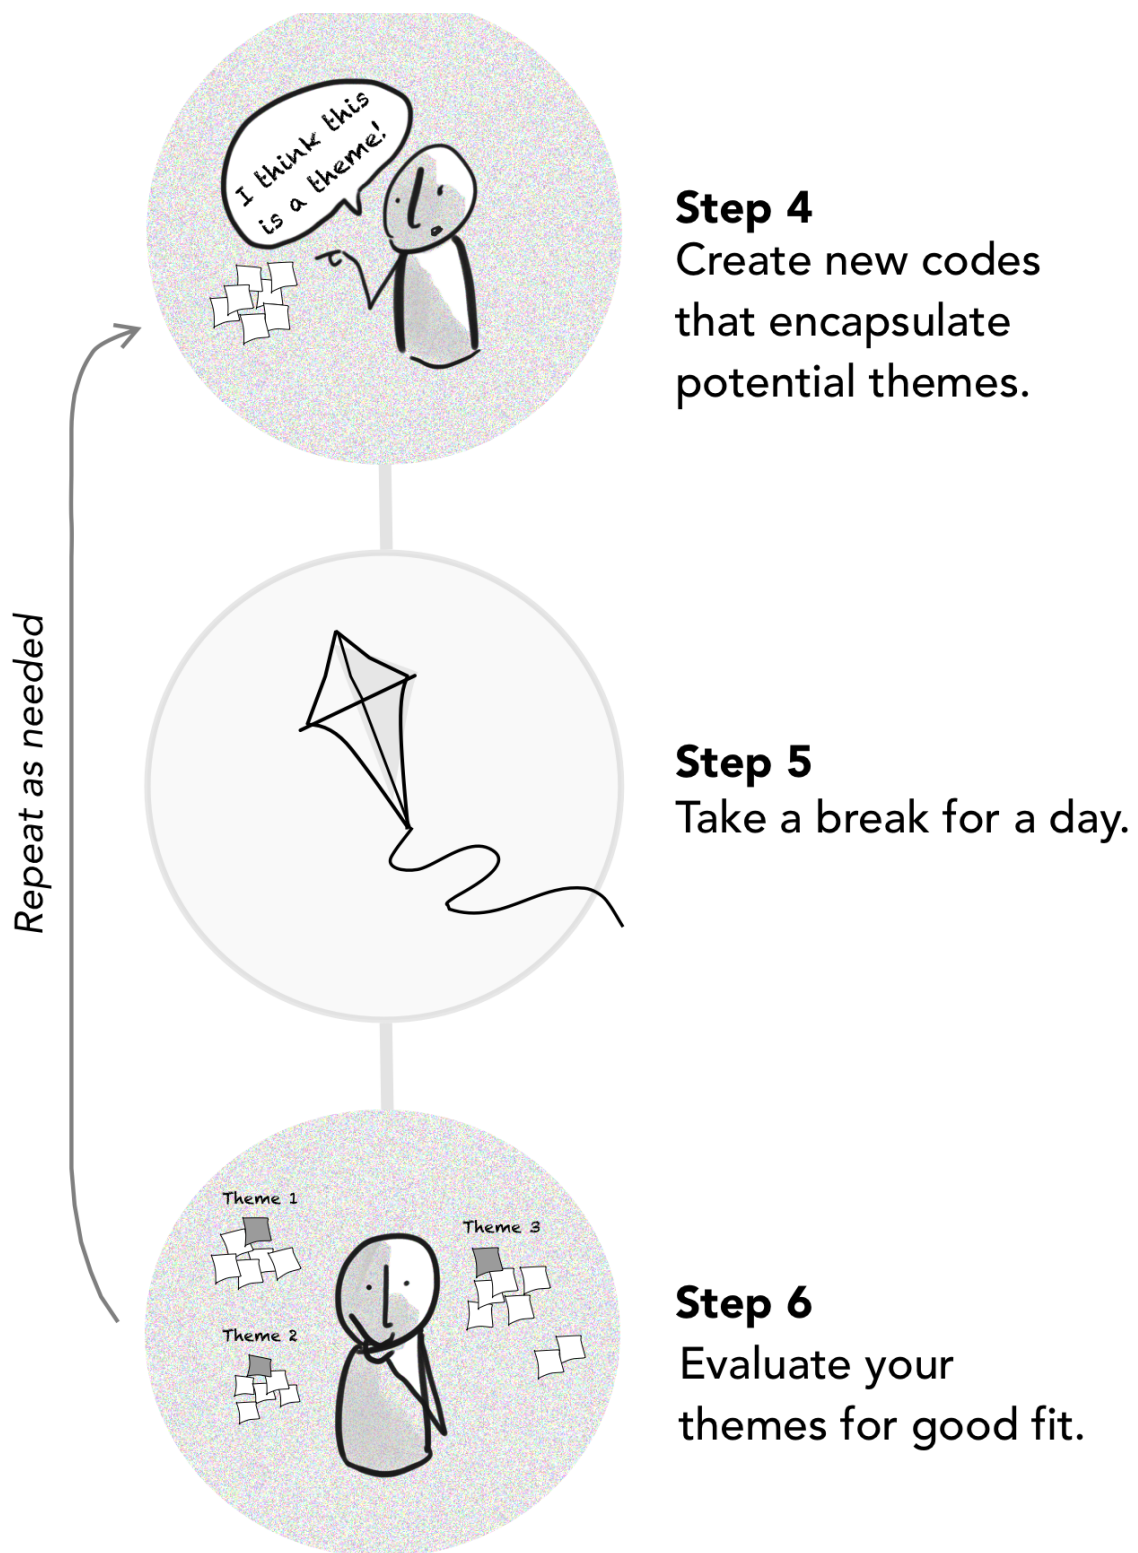 I think this
is a theme!
Step 4
Create new codes
that encapsulate
potential themes.
Repeat as needed
Step 5
Take a break for a day.
Theme 1
Theme 3
Theme 2
Step 6
Evaluate your
themes for good fit.